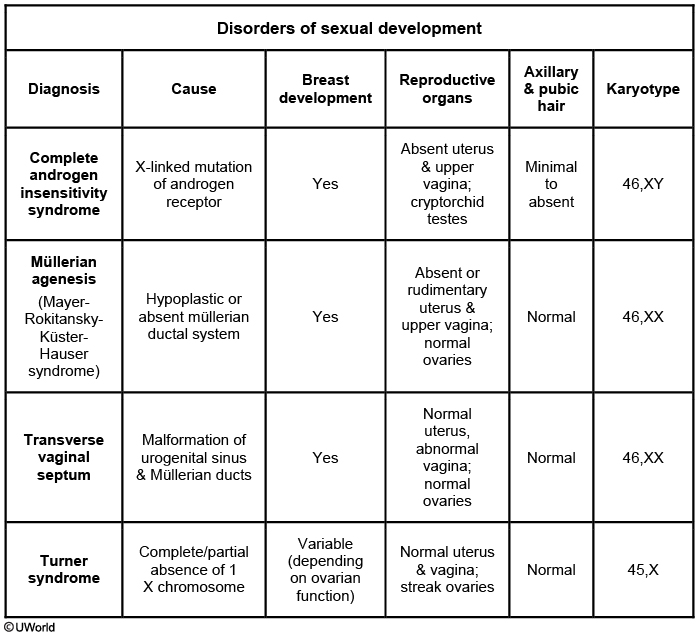 Disorders of sexual development
Diagnosis
Cause
Breast
development
Reproductive
organs
Axillary
& pubic
hair
Karyotype
Complete
androgen
insensitivity
syndrome
X-linked mutation
of androgen
receptor
Yes
Absent uterus
& upper
vagina;
cryptorchid
testes
Minimal
to
absent
46,XY
Müllerian
agenesis
(Mayer-
Rokitansky-
Küster-
Hauser
syndrome)
Hypoplastic or
absent müllerian
ductal system
Yes
Absent or
rudimentary
uterus &
upper vagina;
normal
ovaries
Normal
46,XX
Transverse
vaginal
septum
Malformation of
urogenital sinus
& Müllerian ducts
Yes
Normal
uterus,
abnormal
vagina;
normal
ovaries
Normal
46,XX
Turner
syndrome
Complete/partial
absence of 1
X chromosome
Variable
(depending
on ovarian
function)
Normal uterus
& vagina;
streak ovaries
Normal
45,X
©UWorld